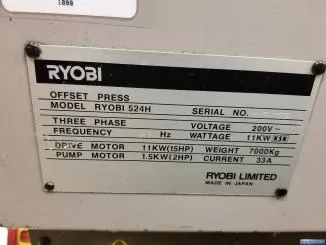 1000
RYOBI
OFFSET PRESS
MODEL RYOBI 524H SERIAL NO.
THREE PHASE VOLTAGE 200V~
FREQUENCY Hz WATTAGE 11KW
DRIVE MOTOR 11KW(15HP) WEIGHT 7000Kg
PUMP MOTOR 1.5KW(2HP) CURRENT 33A
RYOBI LIMITED
MADE IN JAPAN